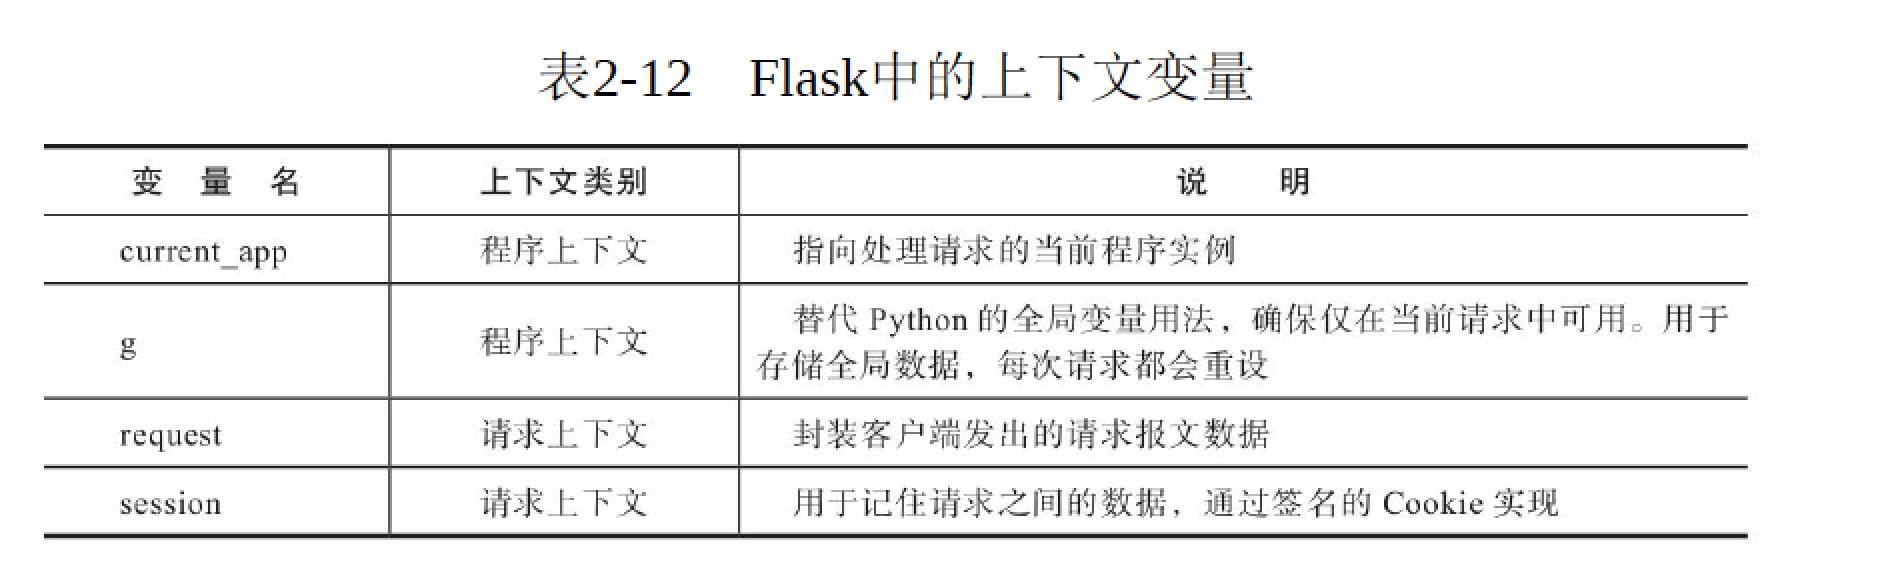 表2-12 Flask中的上下文变量
变 量 名 上下文类别 说 明
current_app 程序上下文 指向处理请求的当前程序实例
g 程序上下文 替代 Python 的全局变量用法，确保仅在当前请求中可用。用于
存储全局数据，每次请求都会重设
request 请求上下文 封装客户端发出的请求报文数据
session 请求上下文 用于记住请求之间的数据，通过签名的 Cookie 实现